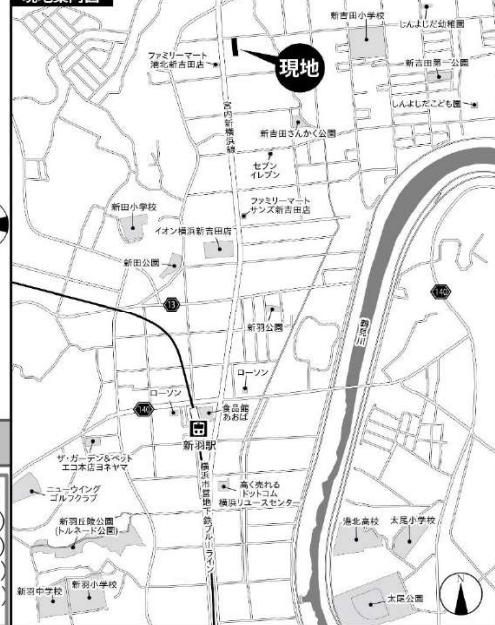 現地案内図
新吉田小学校
しんよしだ幼稚園
ファミリーマート
港北新吉田店
現地
新吉田第一公園
しんよしだこども園
宮内新横浜線
新吉田さんかく公園
セブン
イレブン
新田小学校
ファミリーマート
サンズ新吉田店
イオン横浜新吉田店
新田公園
13
140
新羽公園
鶴見川
ローソン
ローソン
140
食品館
あおば
新羽駅
ザ・ガーデン&ペット
エコ本店ヨネヤマ
横浜市営地下鉄ブルーライン
高く売れる
ドットコム
横浜リユースセンター
ニューウイング
ゴルフクラブ
新羽丘陵公園
(トルネード公園)
港北高校
太尾小学校
新羽中学校
新羽小学校
太尾公園
N